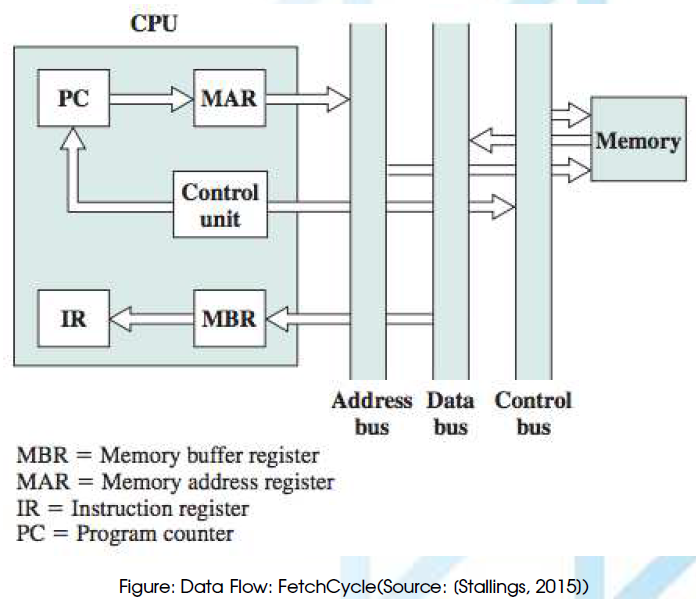 CPU
PC
MAR
Memory
Control
unit
IR
MBR
Address Data Control
bus bus bus
MBR = Memory buffer register
MAR = Memory address register
IR = Instruction register
PC = Program counter
Figure: Data Flow: FetchCycle(Source: (Stallings, 2015))